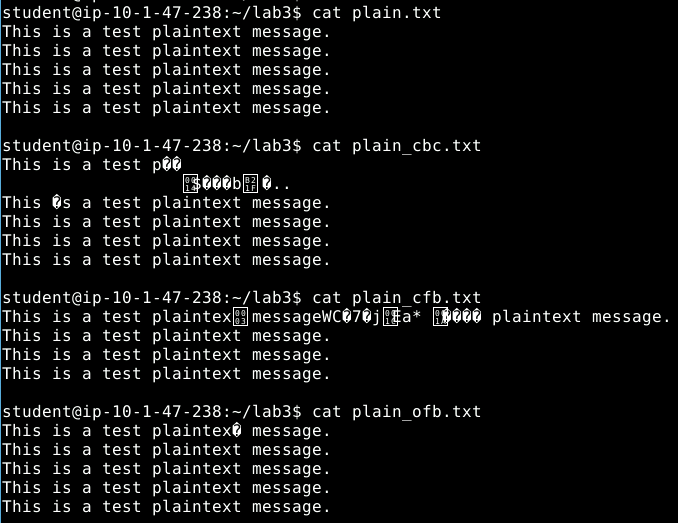 student@ip-10-1-47-238:~/lab3$ cat plain.txt
This is a test plaintext message.
This is a test plaintext message.
This is a test plaintext message.
This is a test plaintext message.
This is a test plaintext message.
student@ip-10-1-47-238:~/lab3$ cat plain_cbc.txt
This is a test p��
$���b �..
This �s a test plaintext message.
This is a test plaintext message.
This is a test plaintext message.
This is a test plaintext message.
student@ip-10-1-47-238:~/lab3$ cat plain_cfb.txt
This is a test plaintex messageWC�7�j Ea* ���� plaintext message.
This is a test plaintext message.
This is a test plaintext message.
This is a test plaintext message.
student@ip-10-1-47-238:~/lab3$ cat plain_ofb.txt
This is a test plaintex� message.
This is a test plaintext message.
This is a test plaintext message.
This is a test plaintext message.
This is a test plaintext message.